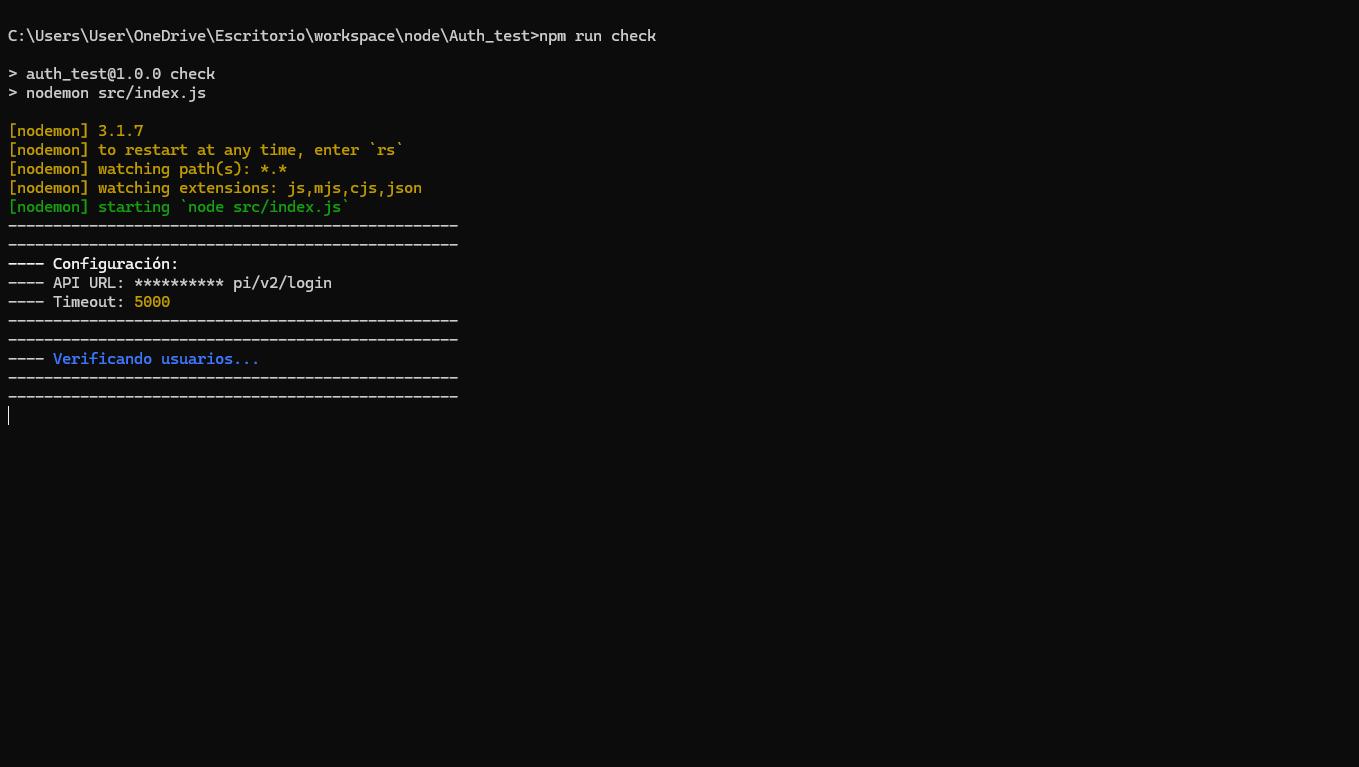 C:\Users\User\OneDrive\Escritorio\workspace\node\Auth_test>npm run check
> auth_test@1.0.0 check
> nodemon src/index.js
[nodemon] 3.1.7
[nodemon] to restart at any time, enter `rs`
[nodemon] watching path(s): *.*
[nodemon] watching extensions: js,mjs,cjs,json
[nodemon] starting `node src/index.js`
--------------------------------------------------
--------------------------------------------------
---- Configuración:
---- API URL: ********** pi/v2/login
---- Timeout: 5000
--------------------------------------------------
--------------------------------------------------
---- Verificando usuarios...
--------------------------------------------------
--------------------------------------------------